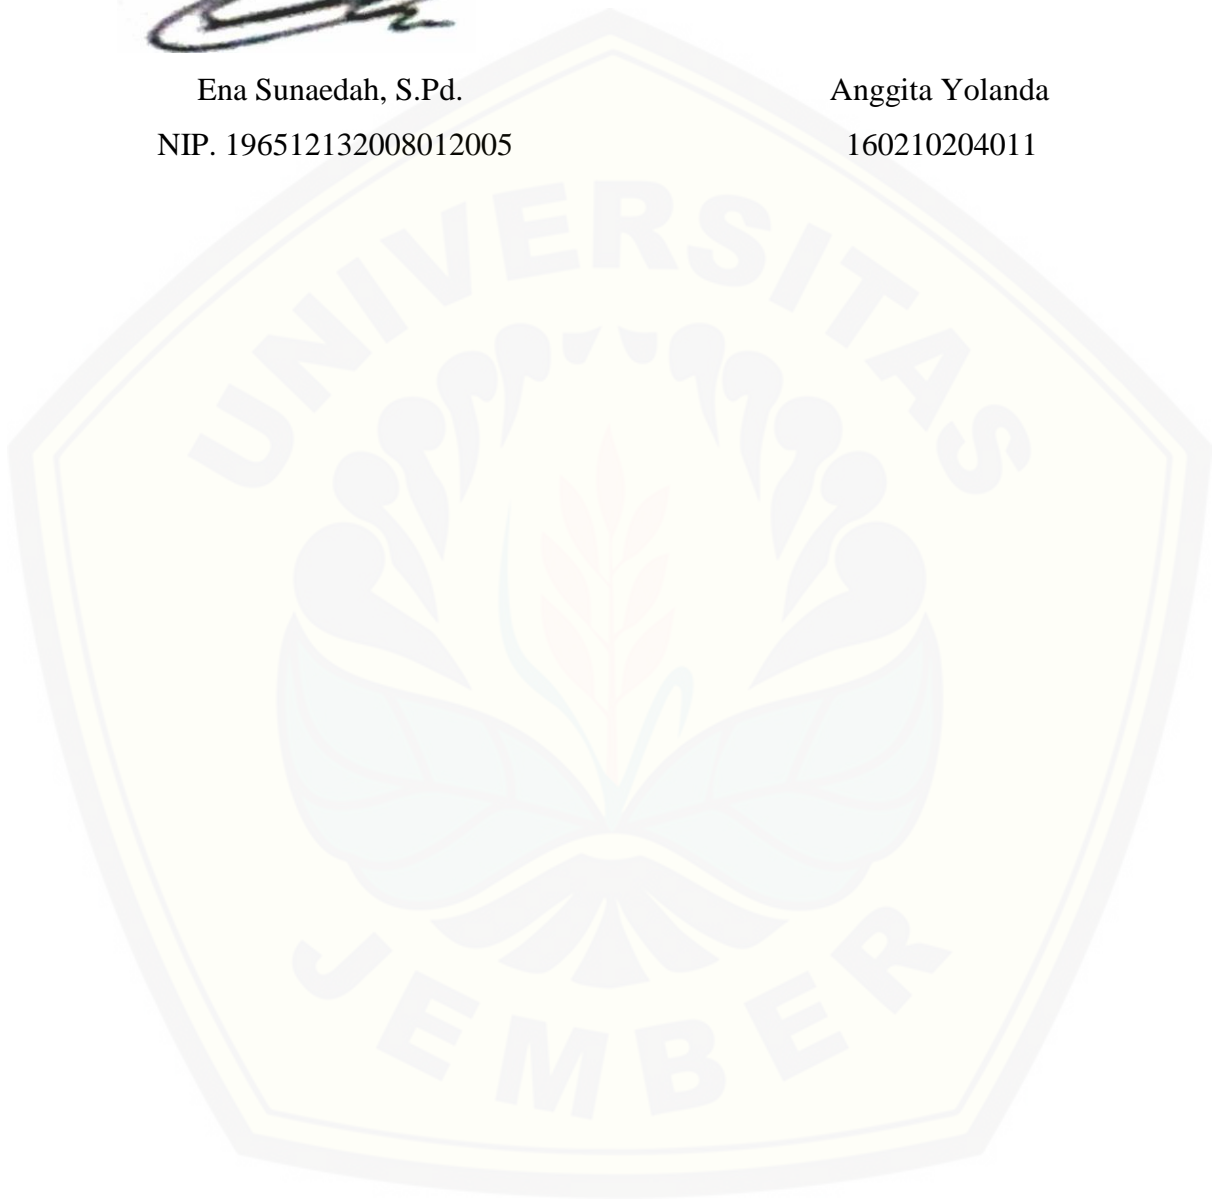 Ena Sunaedah, S.Pd.
NIP. 196512132008012005
Anggita Yolanda
160210204011
UNIVERSITAS
JEMBER